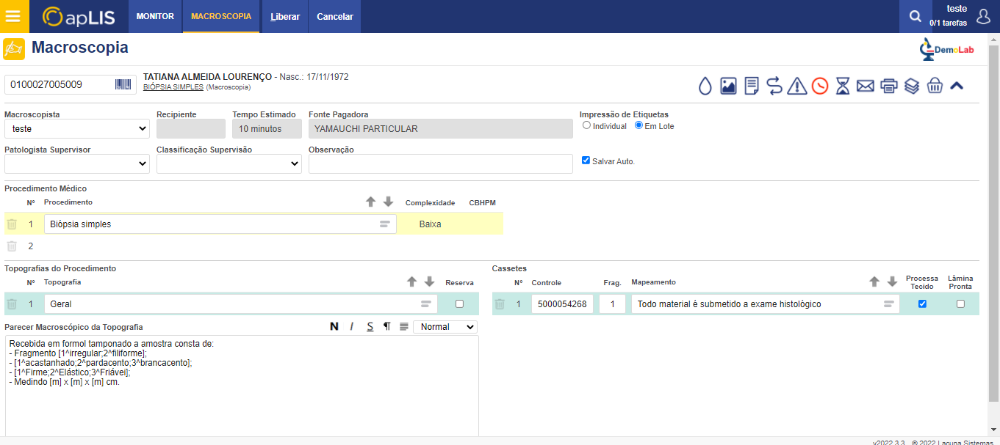 apLIS MONITOR MACROSCOPIA Liberar Cancelar teste
0/1 tarefas
Macroscopia DemoLab
0100027005009 TATIANA ALMEIDA LOURENÇO - Nasc.: 17/11/1972
BIÓPSIA SIMPLES (Macroscopia)
Macroscopista Recipiente Tempo Estimado Fonte Pagadora Impressão de Etiquetas
teste 10 minutos YAMAUCHI PARTICULAR Individual Em Lote
Patologista Supervisor Classificação Supervisão Observação
Salvar Auto.
Procedimento Médico
Nº Procedimento Complexidade CBHPM
1 Biópsia simples Baixa
2
Topografias do Procedimento Cassetes
Nº Topografia Reserva Nº Controle Frag. Mapeamento Processa Tecido Lâmina Pronta
1 Geral 1 5000054268 1 Todo material é submetido a exame histológico
Parecer Macroscópico da Topografia N I S ¶ Normal
Recebida em formol tamponado a amostra consta de:
- Fragmento [1^irregular;2^filiforme];
- [1^acastanhado;2^pardacento;3^brancacento];
- [1^Firme;2^Elástico;3^Friável];
- Medindo [m] x [m] x [m] cm.
v2022.3.3 © 2022 Laguna Sistemas